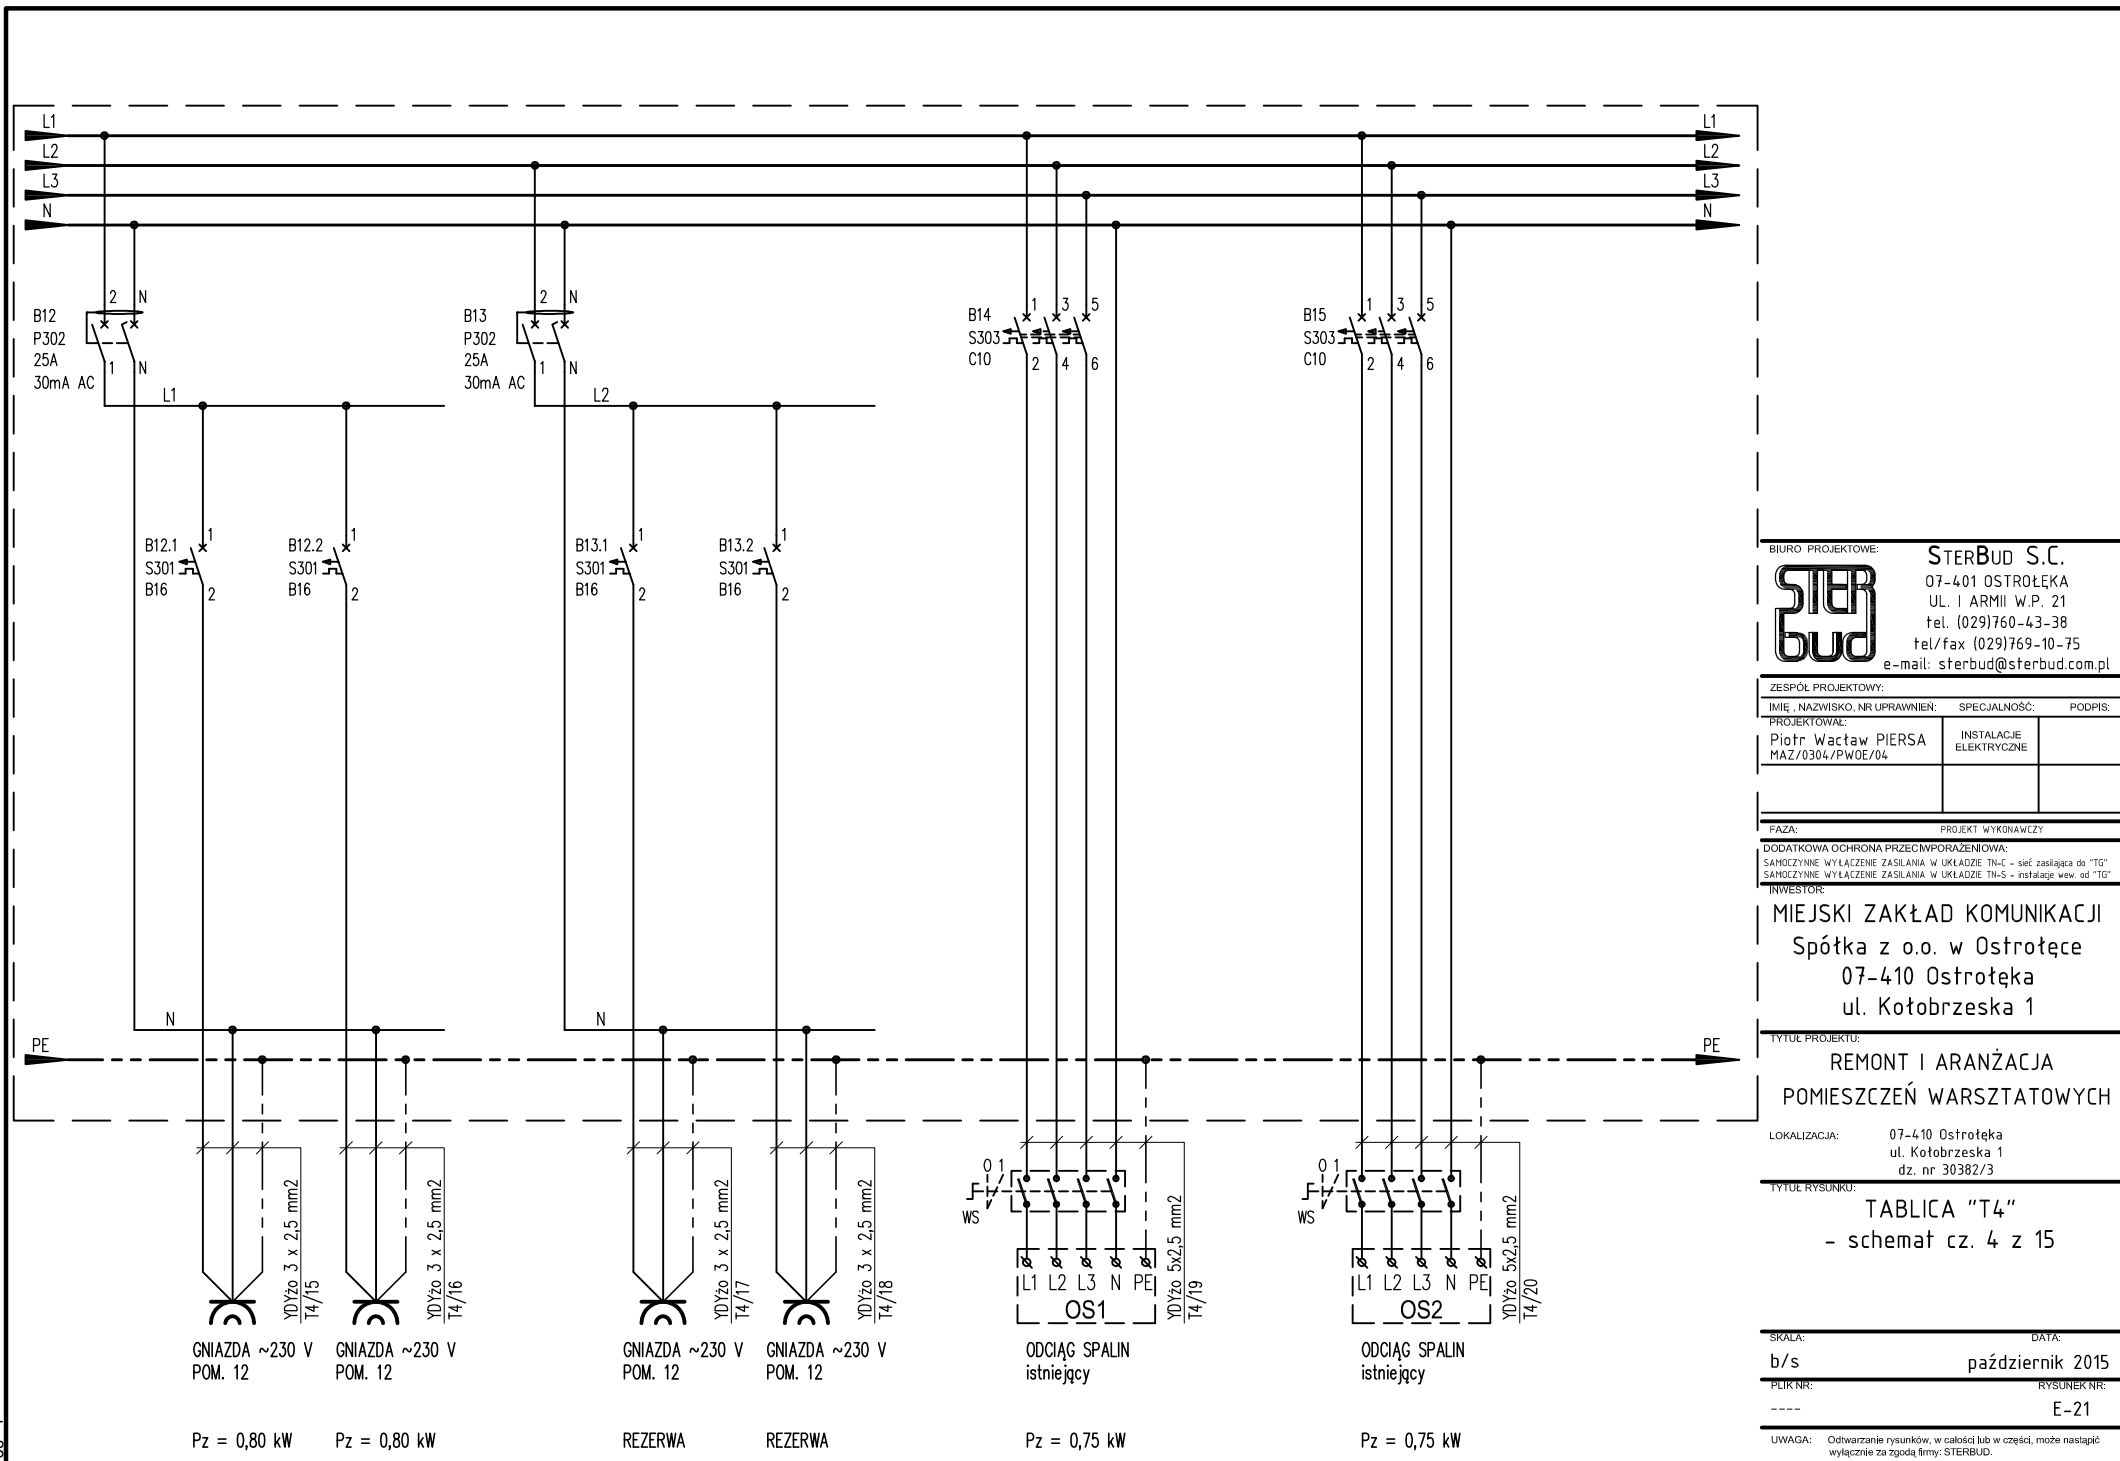 L1
L1
L2
L2
L3
L3
N
N
2 N
B12
P302
25A
30mA AC
1 N
L1
2 N
B13
P302
25A
30mA AC
1 N
L2
1 3 5
B14
S303
C10
2 4 6
1 3 5
B15
S303
C10
2 4 6
1
B12.1
S301
B16
2
1
B12.2
S301
B16
2
1
B13.1
S301
B16
2
1
B13.2
S301
B16
2
N
N
PE
PE
YDYżo 3 x 2,5 mm2
T4/15
YDYżo 3 x 2,5 mm2
T4/16
YDYżo 3 x 2,5 mm2
T4/17
YDYżo 3 x 2,5 mm2
T4/18
0 1
WS
YDYżo 5x2,5 mm2
T4/19
L1 L2 L3 N PE
OS1
0 1
WS
YDYżo 5x2,5 mm2
T4/20
L1 L2 L3 N PE
OS2
GNIAZDA ~230 V
POM. 12
Pz = 0,80 kW
GNIAZDA ~230 V
POM. 12
Pz = 0,80 kW
GNIAZDA ~230 V
POM. 12
REZERWA
GNIAZDA ~230 V
POM. 12
REZERWA
ODCIĄG SPALIN
istniejący
Pz = 0,75 kW
ODCIĄG SPALIN
istniejący
Pz = 0,75 kW
BIURO PROJEKTOWE:
STER bud
STERBUD S.C.
07-401 OSTROŁĘKA
UL. I ARMII W.P. 21
tel. (029)760-43-38
tel/fax (029)769-10-75
e-mail: sterbud@sterbud.com.pl
ZESPÓŁ PROJEKTOWY:
IMIĘ , NAZWISKO, NR UPRAWNIEŃ: SPECJALNOŚĆ: PODPIS:
PROJEKTOWAŁ:
Piotr Wacław PIERSA
MAZ/0304/PWOE/04
INSTALACJE
ELEKTRYCZNE
FAZA: PROJEKT WYKONAWCZY
DODATKOWA OCHRONA PRZECIWPORAŻENIOWA:
SAMOCZYNNE WYŁĄCZENIE ZASILANIA W UKŁADZIE TN-C - sieć zasilająca do "TG"
SAMOCZYNNE WYŁĄCZENIE ZASILANIA W UKŁADZIE TN-S - instalacje wew. od "TG"
INWESTOR:
MIEJSKI ZAKŁAD KOMUNIKACJI
Spółka z o.o. w Ostrołęce
07-410 Ostrołęka
ul. Kołobrzeska 1
TYTUŁ PROJEKTU:
REMONT I ARANŻACJA
POMIESZCZEŃ WARSZTATOWYCH
LOKALIZACJA: 07-410 Ostrołęka
ul. Kołobrzeska 1
dz. nr 30382/3
TYTUŁ RYSUNKU:
TABLICA "T4"
- schemat cz. 4 z 15
SKALA: DATA:
b/s październik 2015
PLIK NR: RYSUNEK NR:
---- E-21
UWAGA: Odtwarzanie rysunków, w całości lub w części, może nastąpić
wyłącznie za zgodą firmy: STERBUD.